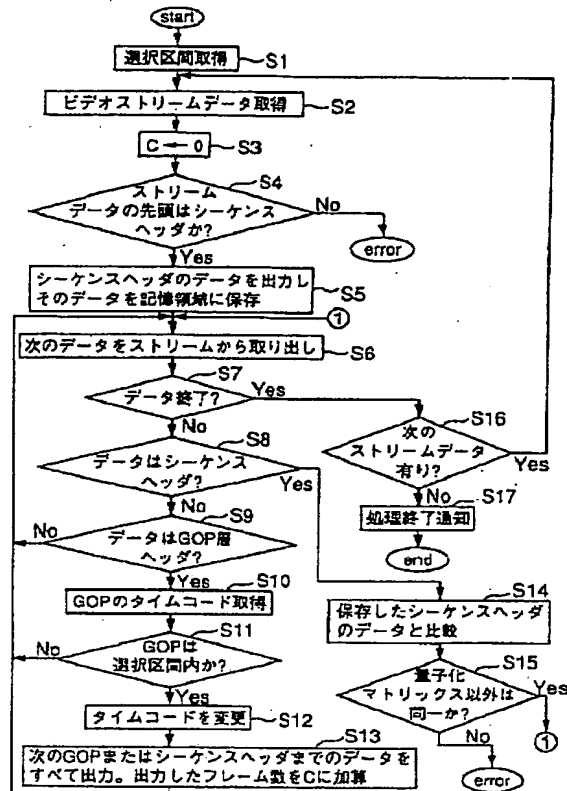 start
選択区間取得
S1
ビデオストリームデータ取得
S2
C ← 0
S3
S4
ストリーム
データの先頭はシーケンス
ヘッダか?
No
error
Yes
シーケンスヘッダのデータを出力し
そのデータを記憶領域に保存
S5
①
次のデータをストリームから取り出し
S6
S7
データ終了?
Yes
No
S8
データはシーケンス
ヘッダ?
Yes
No
S9
データはGOP層
ヘッダ?
No
Yes
S10
GOPのタイムコード取得
S11
GOPは
選択区間内か?
No
Yes
タイムコードを変更
S12
S13
次のGOPまたはシーケンスヘッダまでのデータを
すべて出力。出力したフレーム数をCに加算
S16
次の
ストリームデータ
有り?
Yes
No
S17
処理終了通知
end
S14
保存したシーケンスヘッダ
のデータと比較
S15
量子化
マトリックス以外は
同一か?
Yes
①
No
error